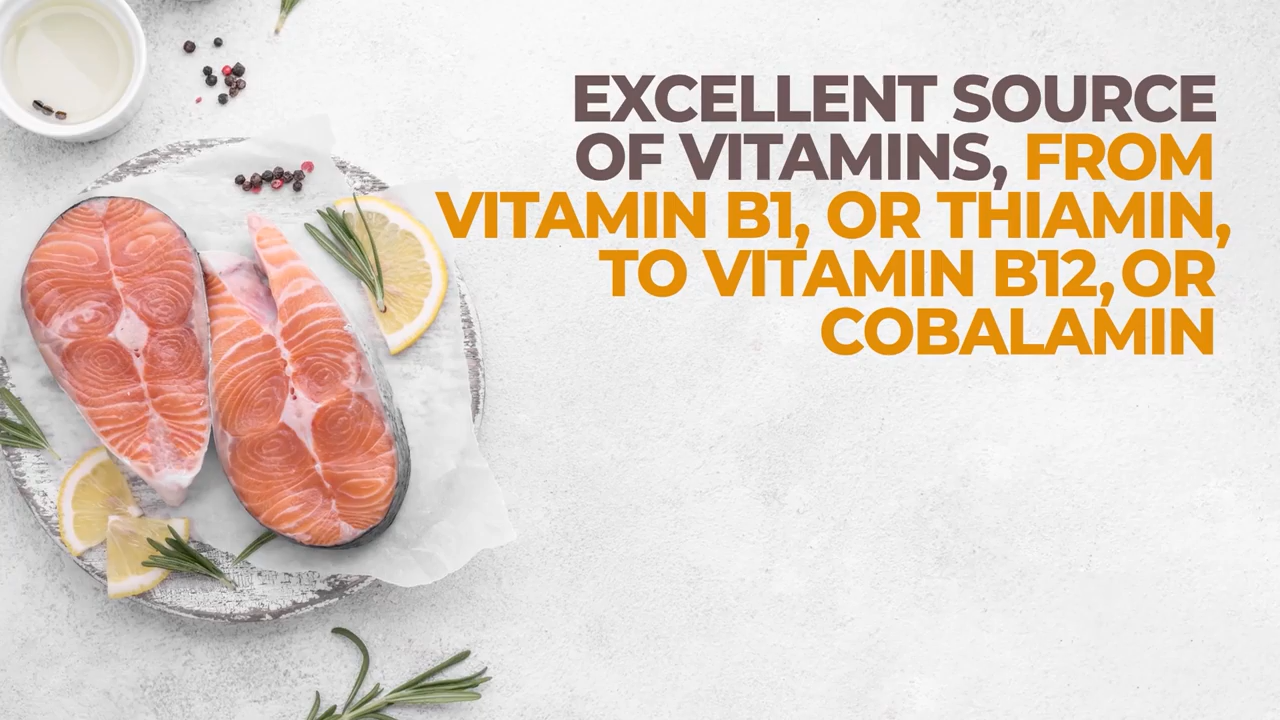 EXCELLENT SOURCE
OF VITAMINS, FROM
VITAMIN B1, OR THIAMIN,
TO VITAMIN B12, OR
COBALAMIN